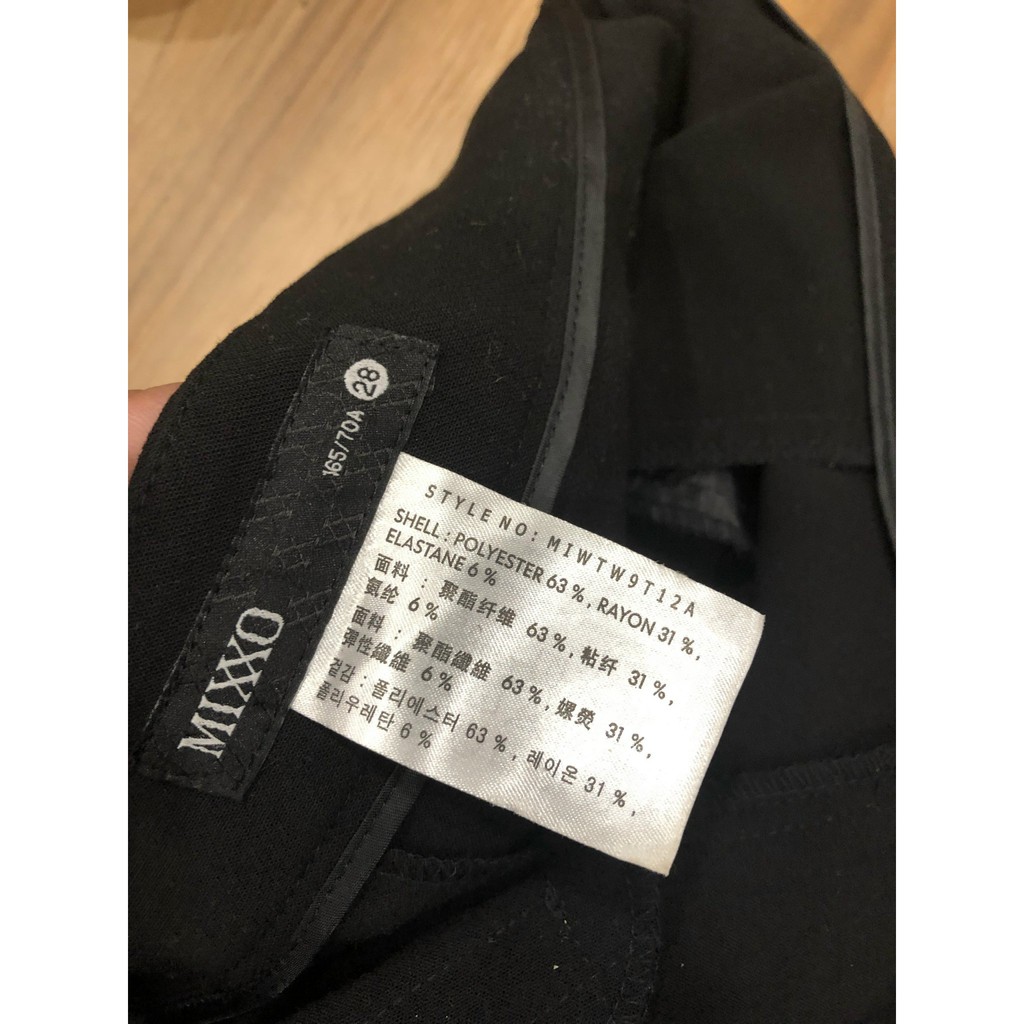 MIXXO
165/70A
28
STYLE NO: MIWTW9T12A
SHELL : POLYESTER 63 %, RAYON 31 %,
ELASTANE 6 %
面料 : 聚酯纤维 63 %, 粘纤 31 %,
氨纶 6 %
面料 : 聚酯纖維 63 %, 嫘熒 31 %,
彈性纖維 6 %
겉감 : 폴리에스터 63 %, 레이온 31 %,
폴리우레탄 6 %